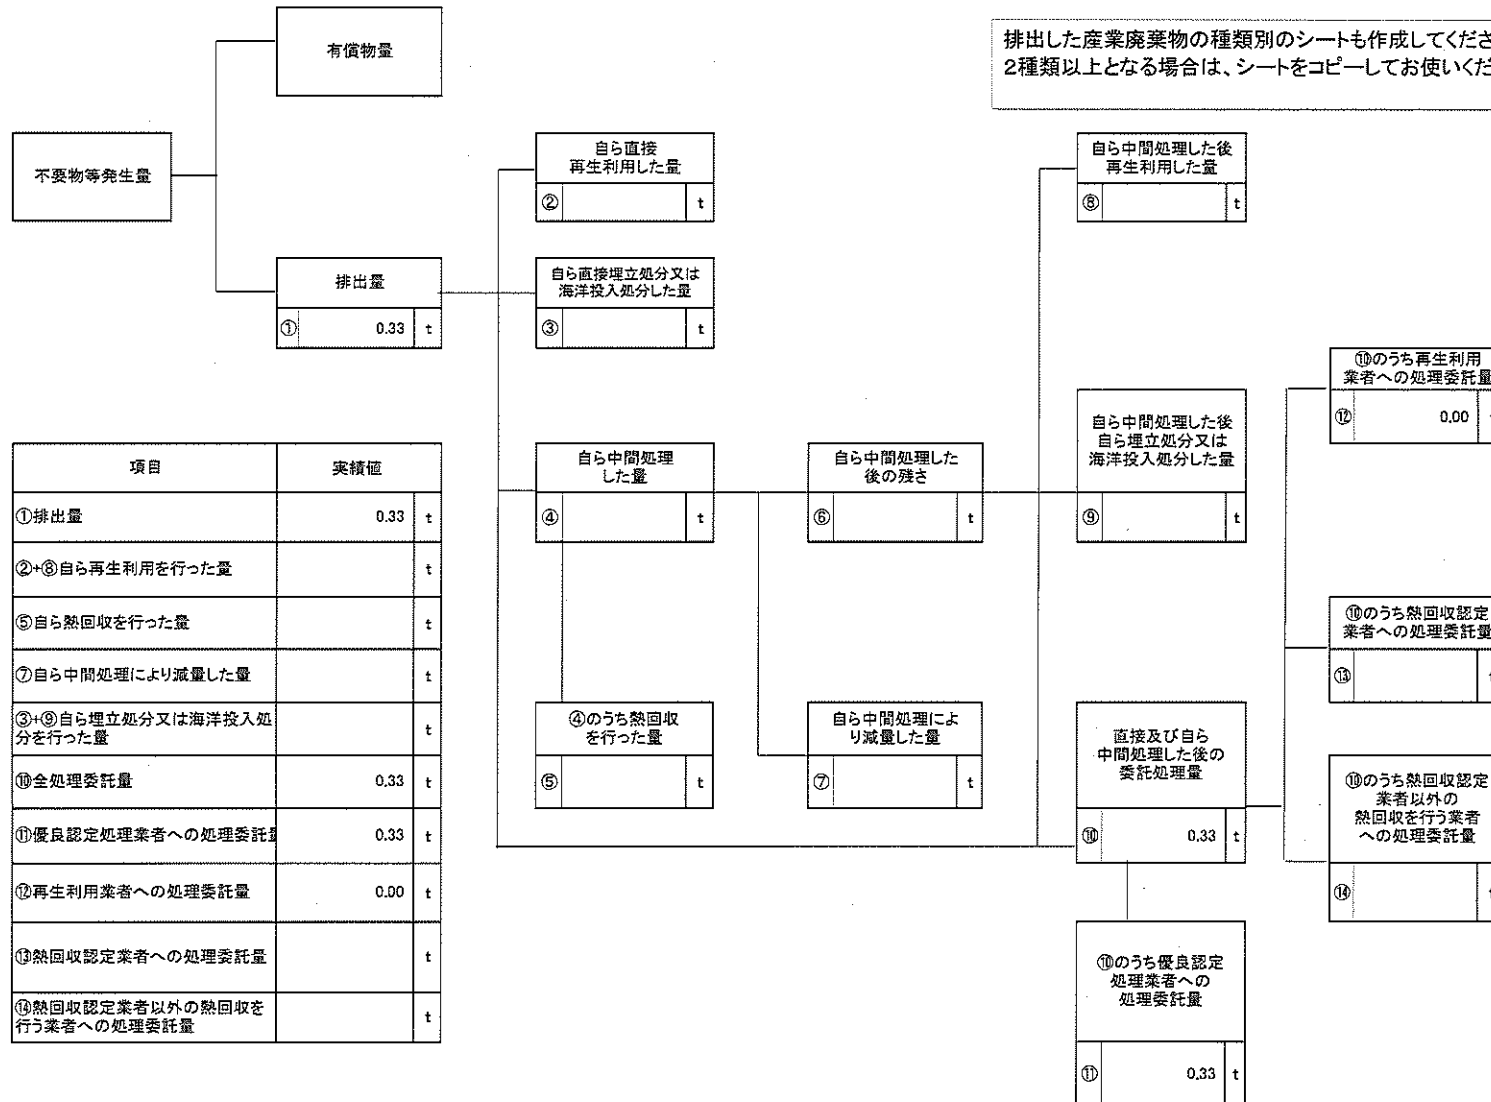 有償物量
排出した産業廃棄物の種類別のシートも作成してくださ
2種類以上となる場合は、シートをコピーしてお使いくだ
不要物等発生量
自ら直接
再生利用した量
② t
自ら中間処理した後
再生利用した量
⑧ t
排出量
① 0.33 t
自ら直接埋立処分又は
海洋投入処分した量
③ t
⑩のうち再生利用
業者への処理委託量
⑫ 0.00
自ら中間処理
した量
④ t
自ら中間処理した
後の残さ
⑥ t
自ら中間処理した後
自ら埋立処分又は
海洋投入処分した量
⑨ t
⑩のうち熱回収認定
業者への処理委託量
⑬
④のうち熱回収
を行った量
⑤ t
自ら中間処理によ
り減量した量
⑦ t
直接及び自ら
中間処理した後の
委託処理量
⑩ 0.33 t
⑩のうち熱回収認定
業者以外の
熱回収を行う業者
への処理委託量
⑭
⑩のうち優良認定
処理業者への
処理委託量
⑪ 0.33 t
項目 実績値
①排出量 0.33 t
②+⑧自ら再生利用を行った量 t
⑤自ら熱回収を行った量 t
⑦自ら中間処理により減量した量 t
③+⑨自ら埋立処分又は海洋投入処
分を行った量 t
⑩全処理委託量 0.33 t
⑪優良認定処理業者への処理委託量 0.33 t
⑫再生利用業者への処理委託量 0.00 t
⑬熱回収認定業者への処理委託量 t
⑭熱回収認定業者以外の熱回収を
行う業者への処理委託量 t